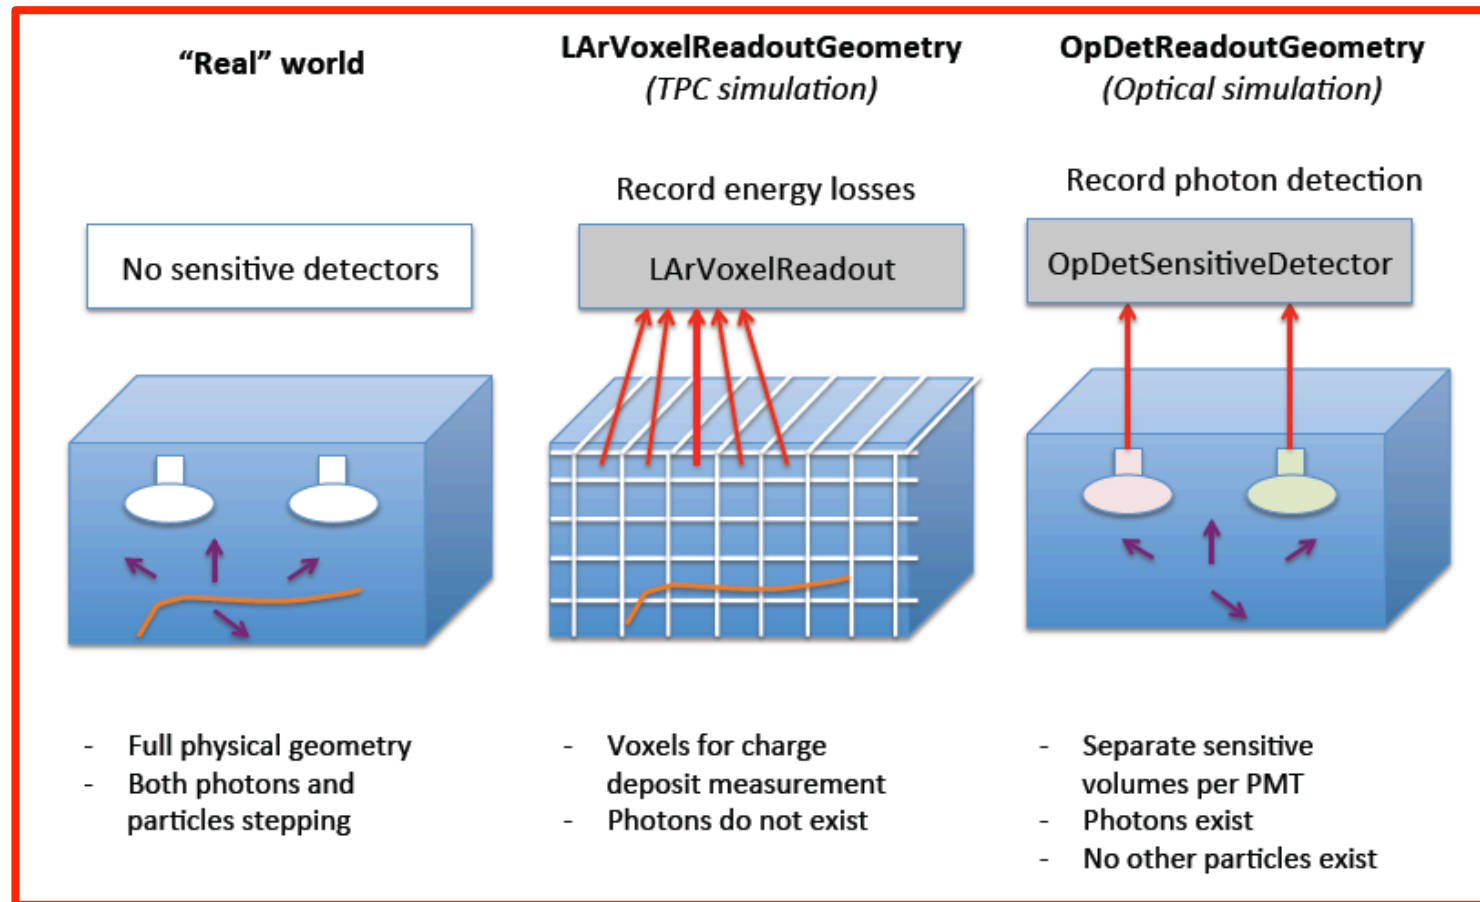 “Real” world
No sensitive detectors
- Full physical geometry
- Both photons and
particles stepping
LArVoxelReadoutGeometry
(TPC simulation)
Record energy losses
LArVoxelReadout
- Voxels for charge
deposit measurement
- Photons do not exist
OpDetReadoutGeometry
(Optical simulation)
Record photon detection
OpDetSensitiveDetector
- Separate sensitive
volumes per PMT
- Photons exist
- No other particles exist